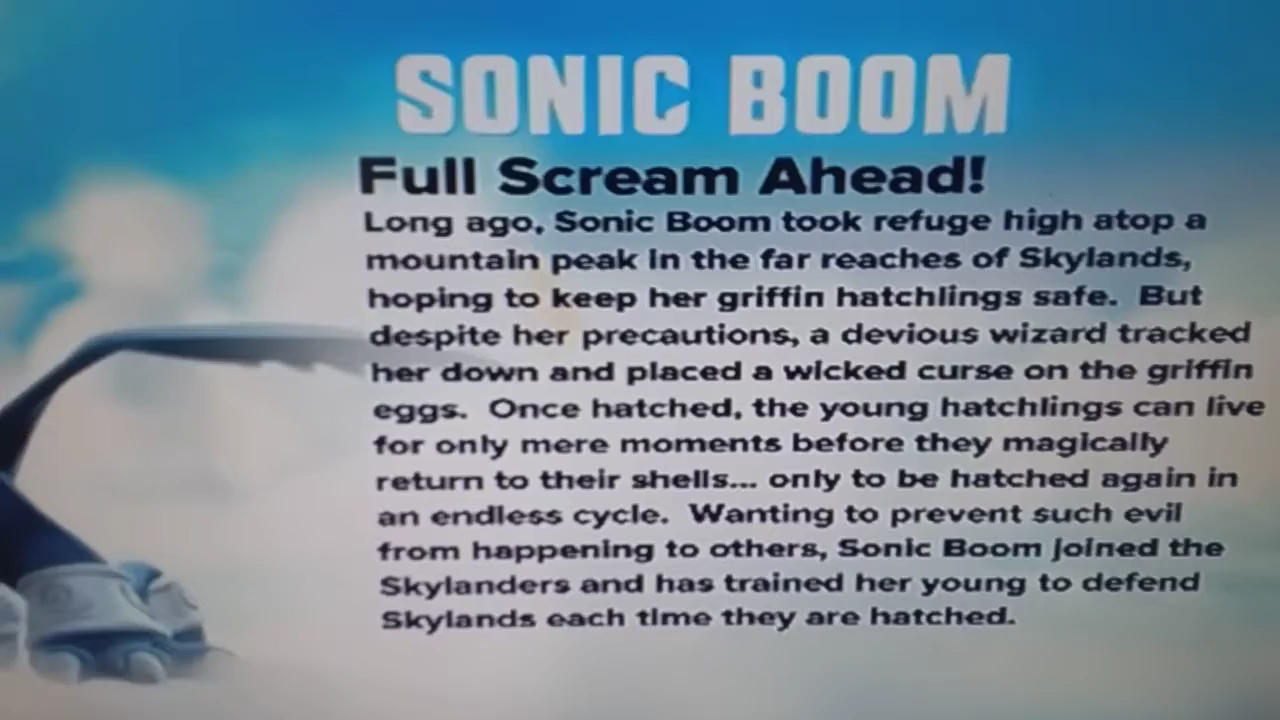 SONIC BOOM
Full Scream Ahead!
Long ago, Sonic Boom took refuge high atop a
mountain peak in the far reaches of Skylands,
hoping to keep her griffin hatchlings safe. But
despite her precautions, a devious wizard tracked
her down and placed a wicked curse on the griffin
eggs. Once hatched, the young hatchlings can live
for only mere moments before they magically
return to their shells... only to be hatched again in
an endless cycle. Wanting to prevent such evil
from happening to others, Sonic Boom joined the
Skylanders and has trained her young to defend
Skylands each time they are hatched.